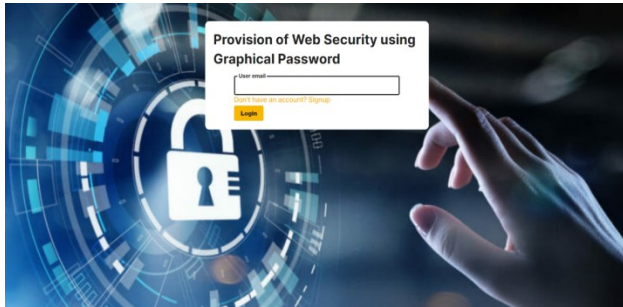 Provision of Web Security using
Graphical Password
User email
Don't have an account? Signup
Login